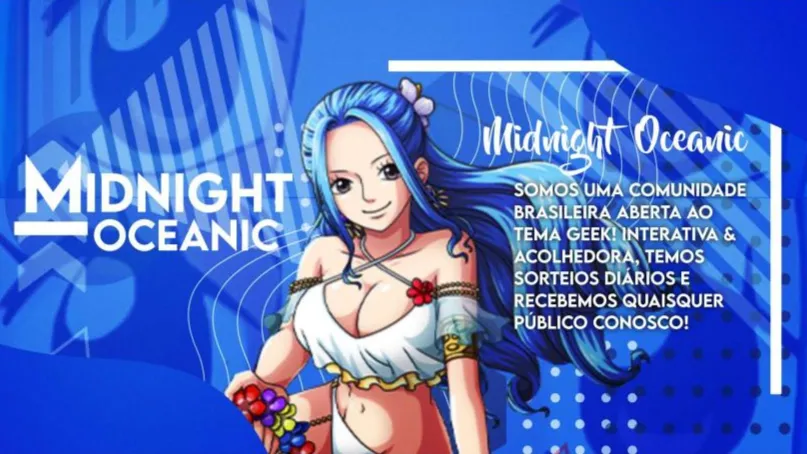 MIDNIGHT
OCEANIC
Midnight Oceanic
SOMOS UMA COMUNIDADE
BRASILEIRA ABERTA AO
TEMA GEEK! INTERATIVA &
ACOLHEDORA, TEMOS
SORTEIOS DIÁRIOS E
RECEBEMOS QUAISQUER
PÚBLICO CONOSCO!